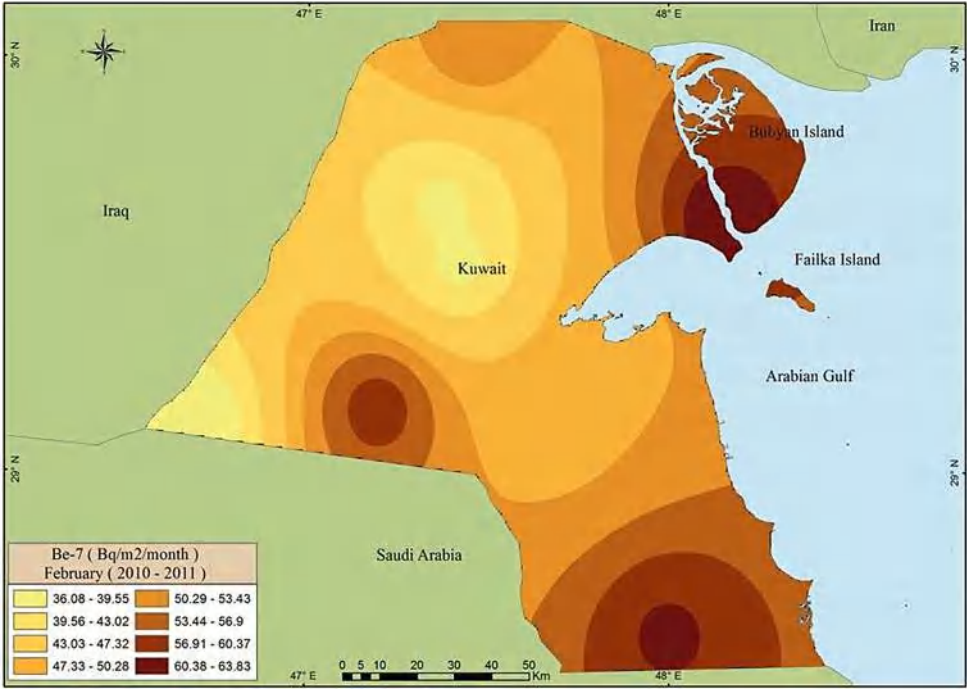 47° E
48° E
Iran
30° N
30° N
Bubyan Island
Iraq
Failka Island
Kuwait
Arabian Gulf
29° N
29° N
Saudi Arabia
Be-7 ( Bq/m2/month )
February ( 2010 - 2011 )
36.08 - 39.55
39.56 - 43.02
43.03 - 47.32
47.33 - 50.28
50.29 - 53.43
53.44 - 56.9
56.91 - 60.37
60.38 - 63.83
0 5 10 20 30 40 50 Km
47° E
48° E